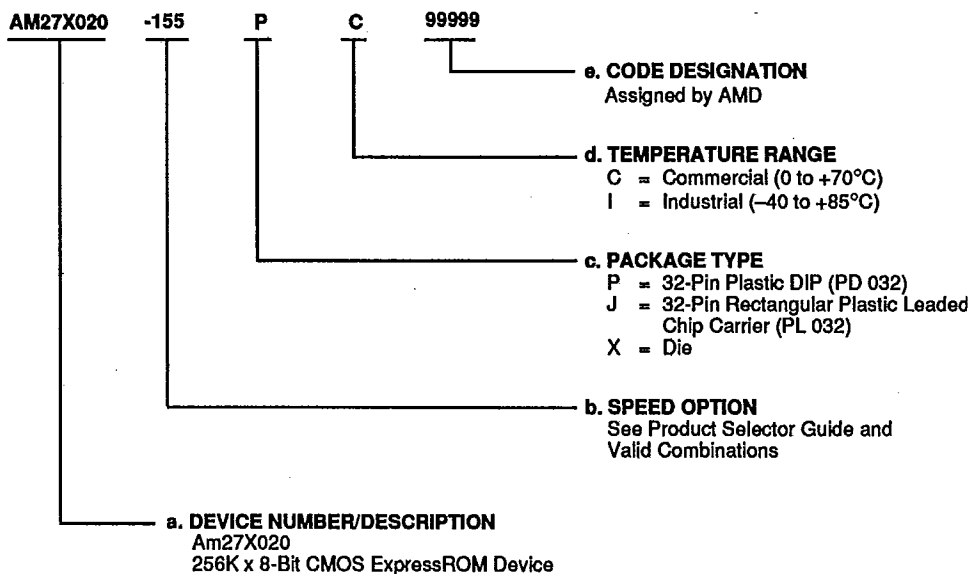 AM27X020 -155 P C 99999
e. CODE DESIGNATION
Assigned by AMD
d. TEMPERATURE RANGE
C = Commercial (0 to +70°C)
I = Industrial (–40 to +85°C)
c. PACKAGE TYPE
P = 32-Pin Plastic DIP (PD 032)
J = 32-Pin Rectangular Plastic Leaded
Chip Carrier (PL 032)
X = Die
b. SPEED OPTION
See Product Selector Guide and
Valid Combinations
a. DEVICE NUMBER/DESCRIPTION
Am27X020
256K x 8-Bit CMOS ExpressROM Device